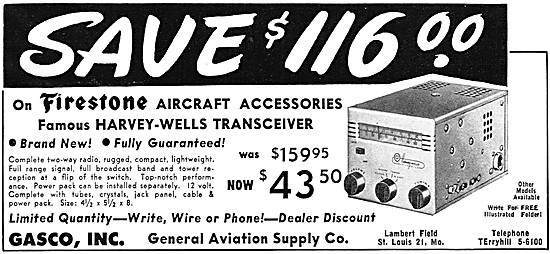 SAVE $116.00
On Firestone AIRCRAFT ACCESSORIES
Famous HARVEY-WELLS TRANSCEIVER
• Brand New! • Fully Guaranteed!
Complete two-way radio, rugged, compact, lightweight.
Full range signal, full broadcast band and tower re-
ception at a flip of the switch. Top-notch perform-
ance. Power pack can be installed separately. 12 volt.
Complete with tubes, crystals, jack panel, cable &
power pack. Size: 4½ x 5½ x 8.
was $159.95
NOW $43.50
Other
Models
Available
Write For FREE
Illustrated Folder!
Limited Quantity—Write, Wire or Phone!—Dealer Discount
GASCO, INC. General Aviation Supply Co.
Lambert Field
St. Louis 21, Mo.
Telephone
TErryhill 5-6100